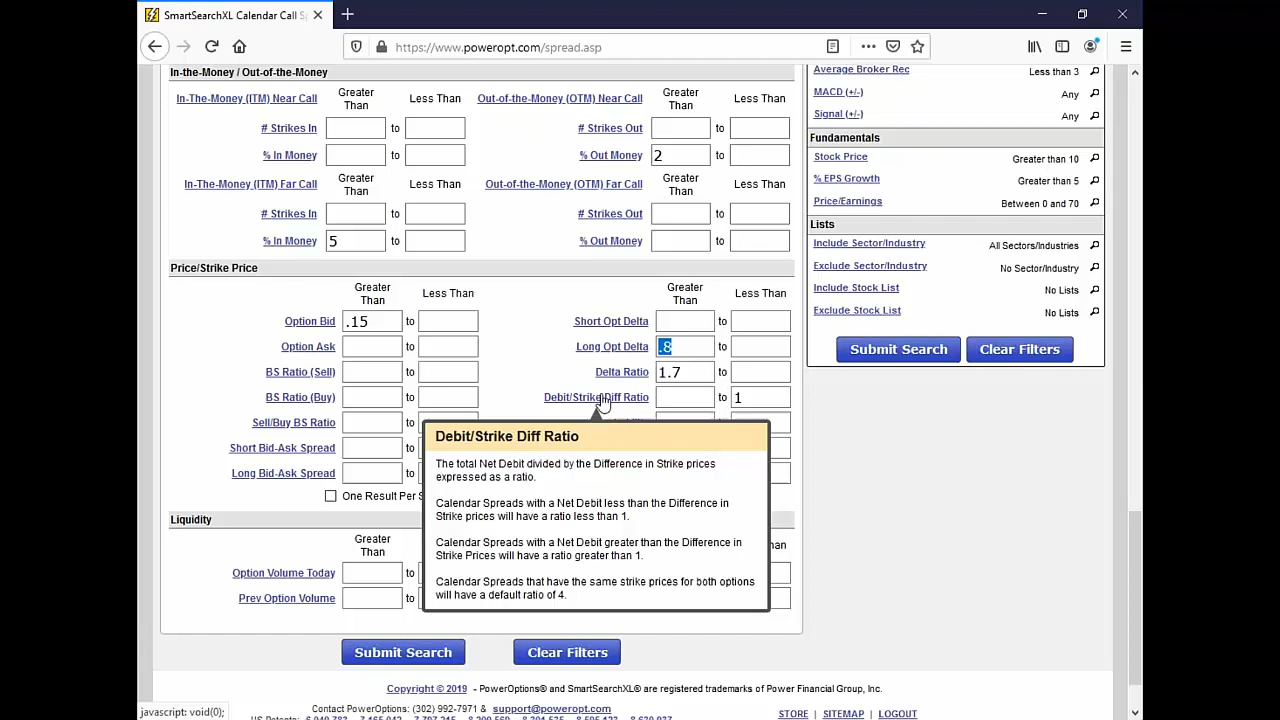 SmartSearchXL Calendar Call S
https://www.poweropt.com/spread.asp
In-the-Money / Out-of-the-Money
In-The-Money (ITM) Near Call Greater Than Less Than Out-of-the-Money (OTM) Near Call Greater Than Less Than
# Strikes In to # Strikes Out to
% In Money to % Out Money 2 to
In-The-Money (ITM) Far Call Greater Than Less Than Out-of-the-Money (OTM) Far Call Greater Than Less Than
# Strikes In to # Strikes Out to
% In Money 5 to % Out Money to
Price/Strike Price
Greater Than Less Than Greater Than Less Than
Option Bid .15 to Short Opt Delta to
Option Ask to Long Opt Delta .8 to
BS Ratio (Sell) to Delta Ratio 1.7 to
BS Ratio (Buy) to Debit/Strike Diff Ratio to 1
Sell/Buy BS Ratio to
Short Bid-Ask Spread to
Long Bid-Ask Spread to
One Result Per S
Debit/Strike Diff Ratio
The total Net Debit divided by the Difference in Strike prices
expressed as a ratio.
Calendar Spreads with a Net Debit less than the Difference in
Strike prices will have a ratio less than 1.
Calendar Spreads with a Net Debit greater than the Difference in
Strike Prices will have a ratio greater than 1.
Calendar Spreads that have the same strike prices for both options
will have a default ratio of 4.
Liquidity
Greater Than L han
Option Volume Today to
Prev Option Volume to
Submit Search Clear Filters
Average Broker Rec Less than 3
MACD (+/-) Any
Signal (+/-) Any
Fundamentals
Stock Price Greater than 10
% EPS Growth Greater than 5
Price/Earnings Between 0 and 70
Lists
Include Sector/Industry All Sectors/Industries
Exclude Sector/Industry No Sector/Industry
Include Stock List No Lists
Exclude Stock List No Lists
Submit Search Clear Filters
Copyright © 2019 - PowerOptions® and SmartSearchXL® are registered trademarks of Power Financial Group, Inc.
Contact PowerOptions: (302) 992-7971 & support@poweropt.com
STORE | SITEMAP | LOGOUT
javascript: void(0);